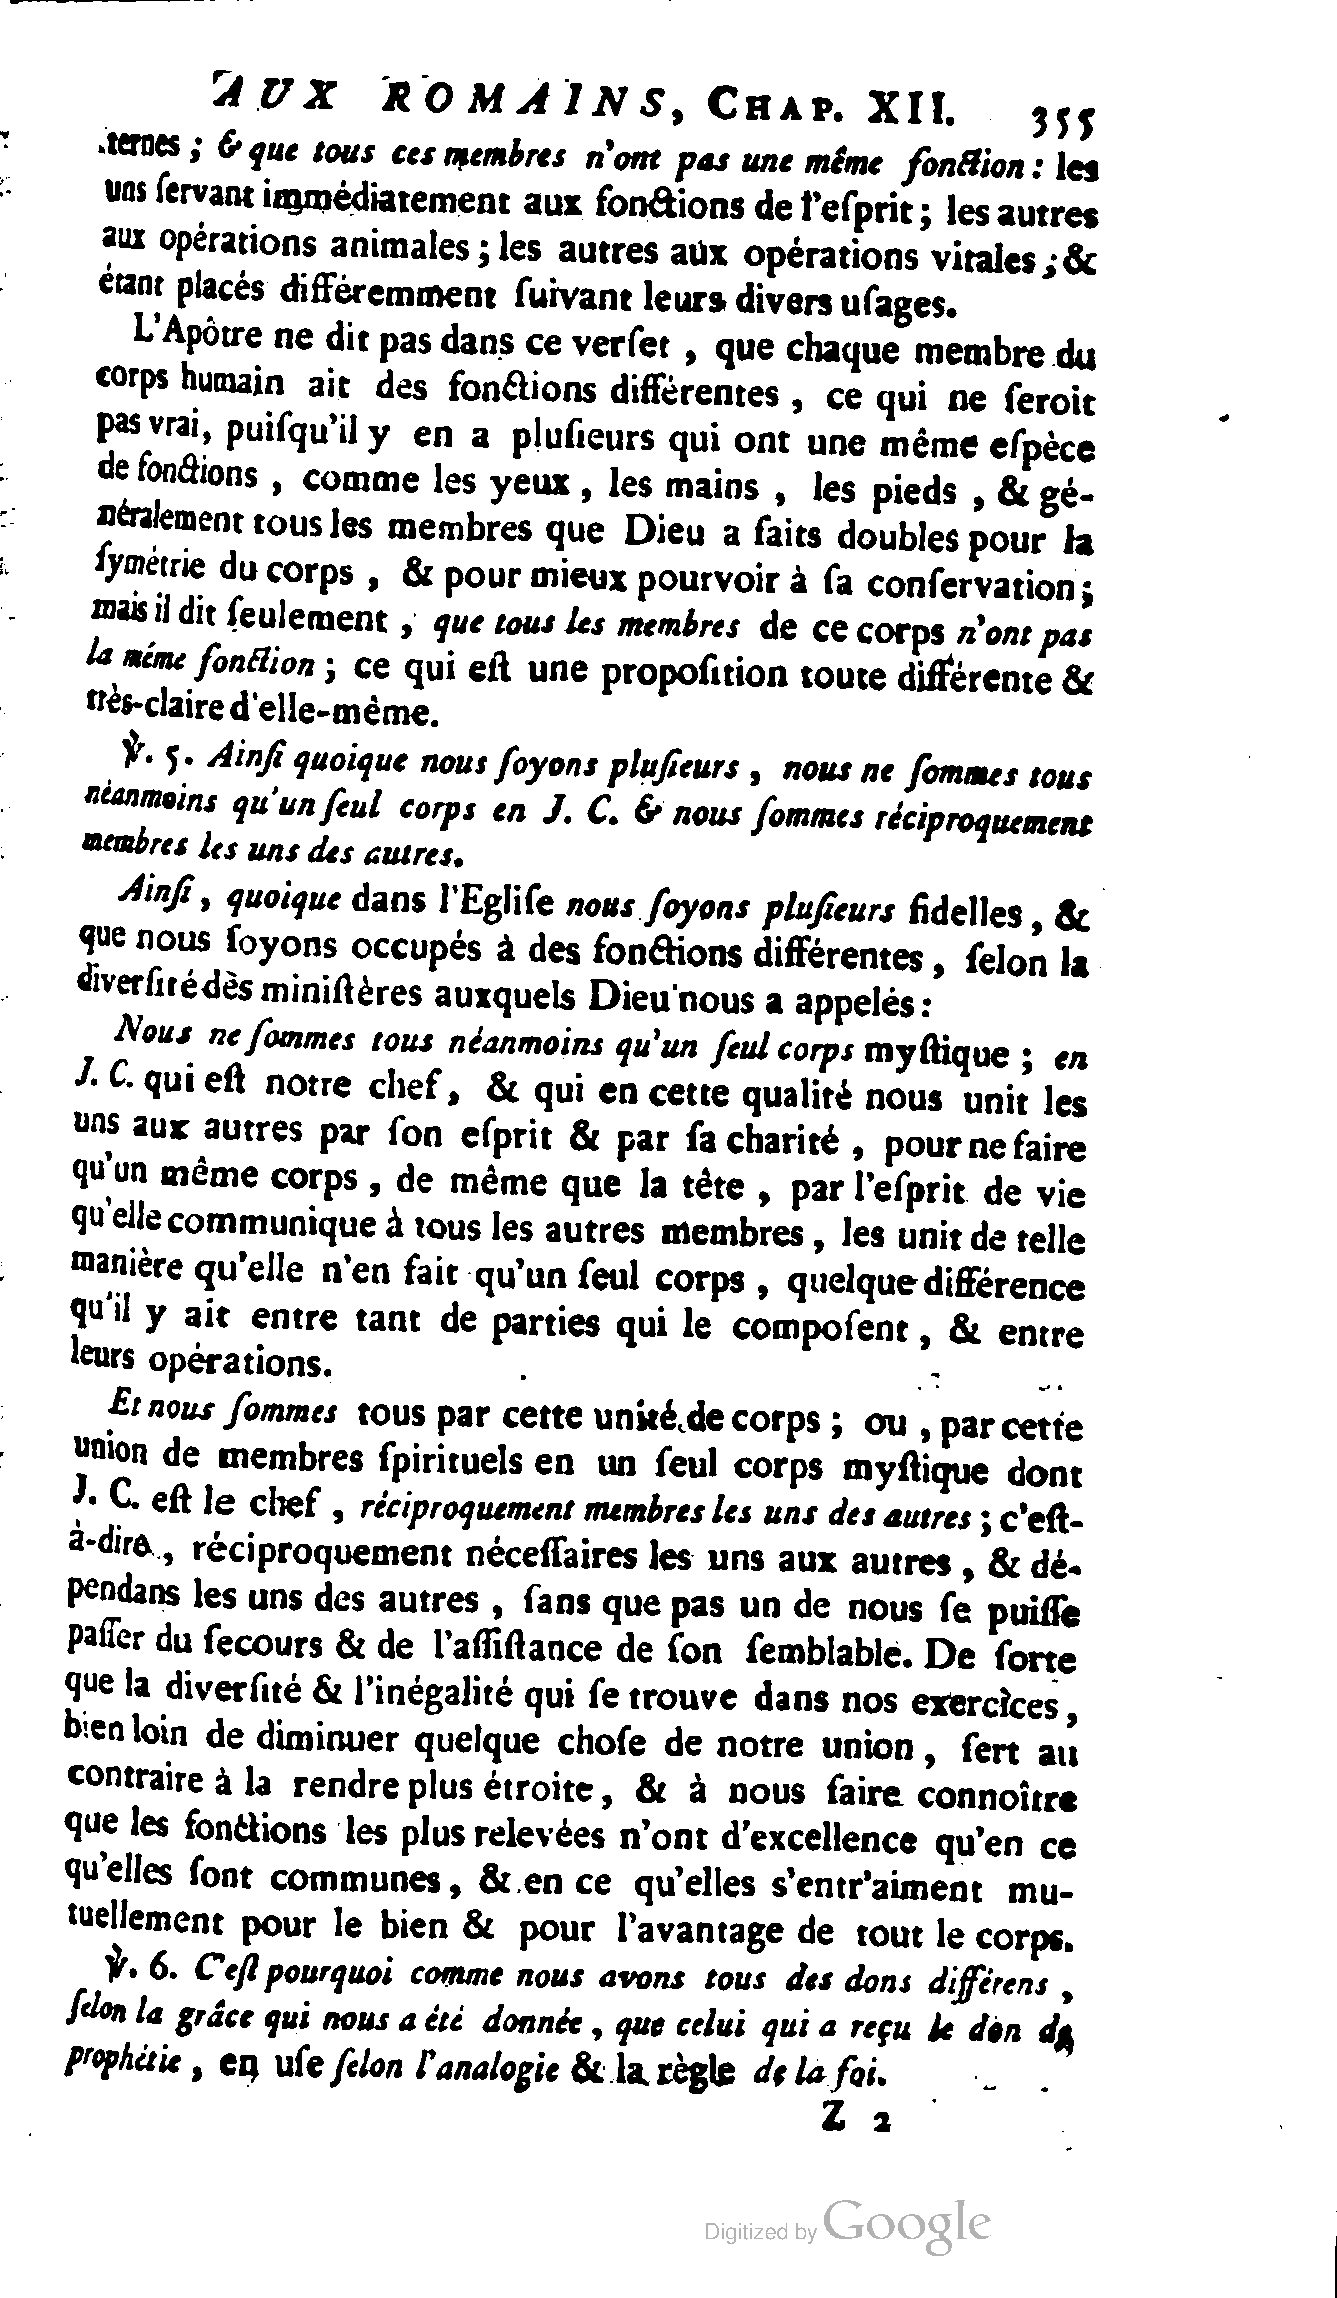 AUX ROMAINS, CHAP. XII. 355
ternes ; & que tous ces membres n'ont pas une même fonction : les
uns ſervant immédiatement aux fonctions de l'eſprit ; les autres
aux opérations animales ; les autres aux opérations vitales ; &
étant placés différemment ſuivant leurs divers uſages.
L'Apôtre ne dit pas dans ce verſet , que chaque membre du
corps humain ait des fonctions différentes , ce qui ne ſeroit
pas vrai, puiſqu'il y en a pluſieurs qui ont une même eſpèce
de fonctions , comme les yeux , les mains , les pieds , & gé-
néralement tous les membres que Dieu a faits doubles pour la
ſymétrie du corps , & pour mieux pourvoir à ſa conſervation ;
mais il dit ſeulement , que tous les membres de ce corps n'ont pas
la même fonction ; ce qui eſt une propoſition toute différente &
très-claire d'elle-même.
℣. 5. Ainſi quoique nous ſoyons pluſieurs , nous ne ſommes tous
néanmoins qu'un ſeul corps en J. C. & nous ſommes réciproquement
membres les uns des autres.
Ainſi , quoique dans l'Egliſe nous ſoyons pluſieurs fidelles , &
que nous ſoyons occupés à des fonctions différentes , ſelon la
diverſité dès miniſtères auxquels Dieu nous a appelés :
Nous ne ſommes tous néanmoins qu'un ſeul corps myſtique ; en
J. C. qui eſt notre chef , & qui en cette qualité nous unit les
uns aux autres par ſon eſprit & par ſa charité , pour ne faire
qu'un même corps , de même que la tête , par l'eſprit de vie
qu'elle communique à tous les autres membres , les unit de telle
manière qu'elle n'en fait qu'un ſeul corps , quelque différence
qu'il y ait entre tant de parties qui le compoſent , & entre
leurs opérations.
Et nous ſommes tous par cette unité de corps ; ou , par cette
union de membres ſpirituels en un ſeul corps myſtique dont
J. C. eſt le chef , réciproquement membres les uns des autres ; c'eſt-
à-dire , réciproquement néceſſaires les uns aux autres , & dé-
pendans les uns des autres , ſans que pas un de nous ſe puiſſe
paſſer du ſecours & de l'aſſiſtance de ſon ſemblable. De ſorte
que la diverſité & l'inégalité qui ſe trouve dans nos exercices ,
bien loin de diminuer quelque choſe de notre union , ſert au
contraire à la rendre plus étroite , & à nous faire connoître
que les fonctions les plus relevées n'ont d'excellence qu'en ce
qu'elles ſont communes , & en ce qu'elles s'entr'aiment mu-
tuellement pour le bien & pour l'avantage de tout le corps.
℣. 6. C'eſt pourquoi comme nous avons tous des dons différens ,
ſelon la grâce qui nous a été donnée , que celui qui a reçu le don de
prophétie , en uſe ſelon l'analogie & la règle de la foi.
Z 2
Digitized by Google